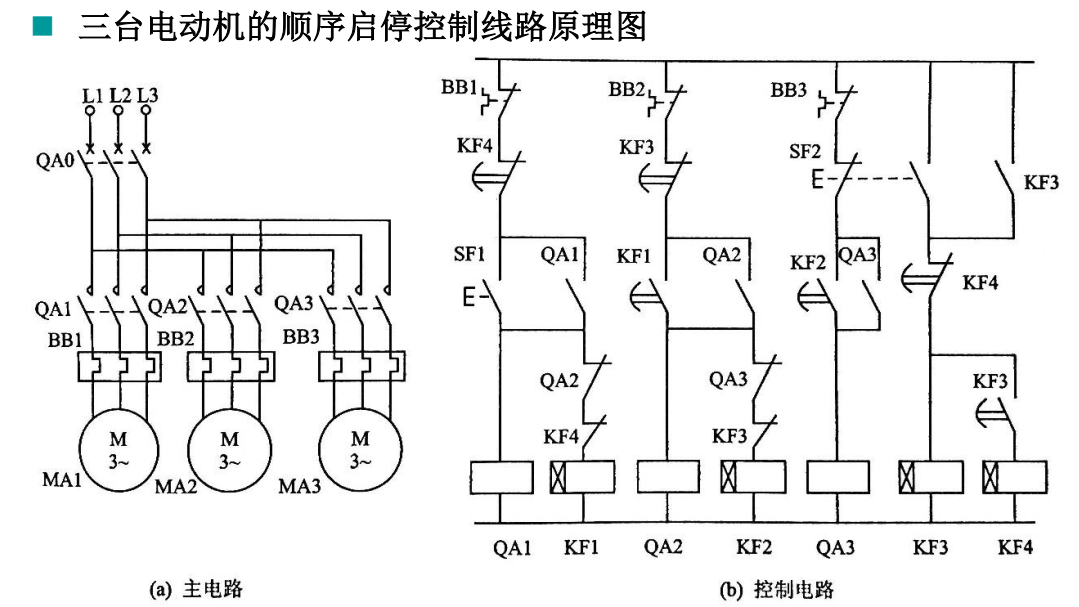 三台电动机的顺序启停控制线路原理图
L1 L2 L3
QA0
QA1 QA2 QA3
BB1 BB2 BB3
M
3~
M
3~
M
3~
MA1 MA2 MA3
(a) 主电路
BB1 BB2 BB3
KF4 KF3 SF2
E
KF3
SF1 QA1 KF1 QA2 KF2 QA3
KF4
E
QA2 QA3 KF3
KF4 KF3
QA1 KF1 QA2 KF2 QA3 KF3 KF4
(b) 控制电路